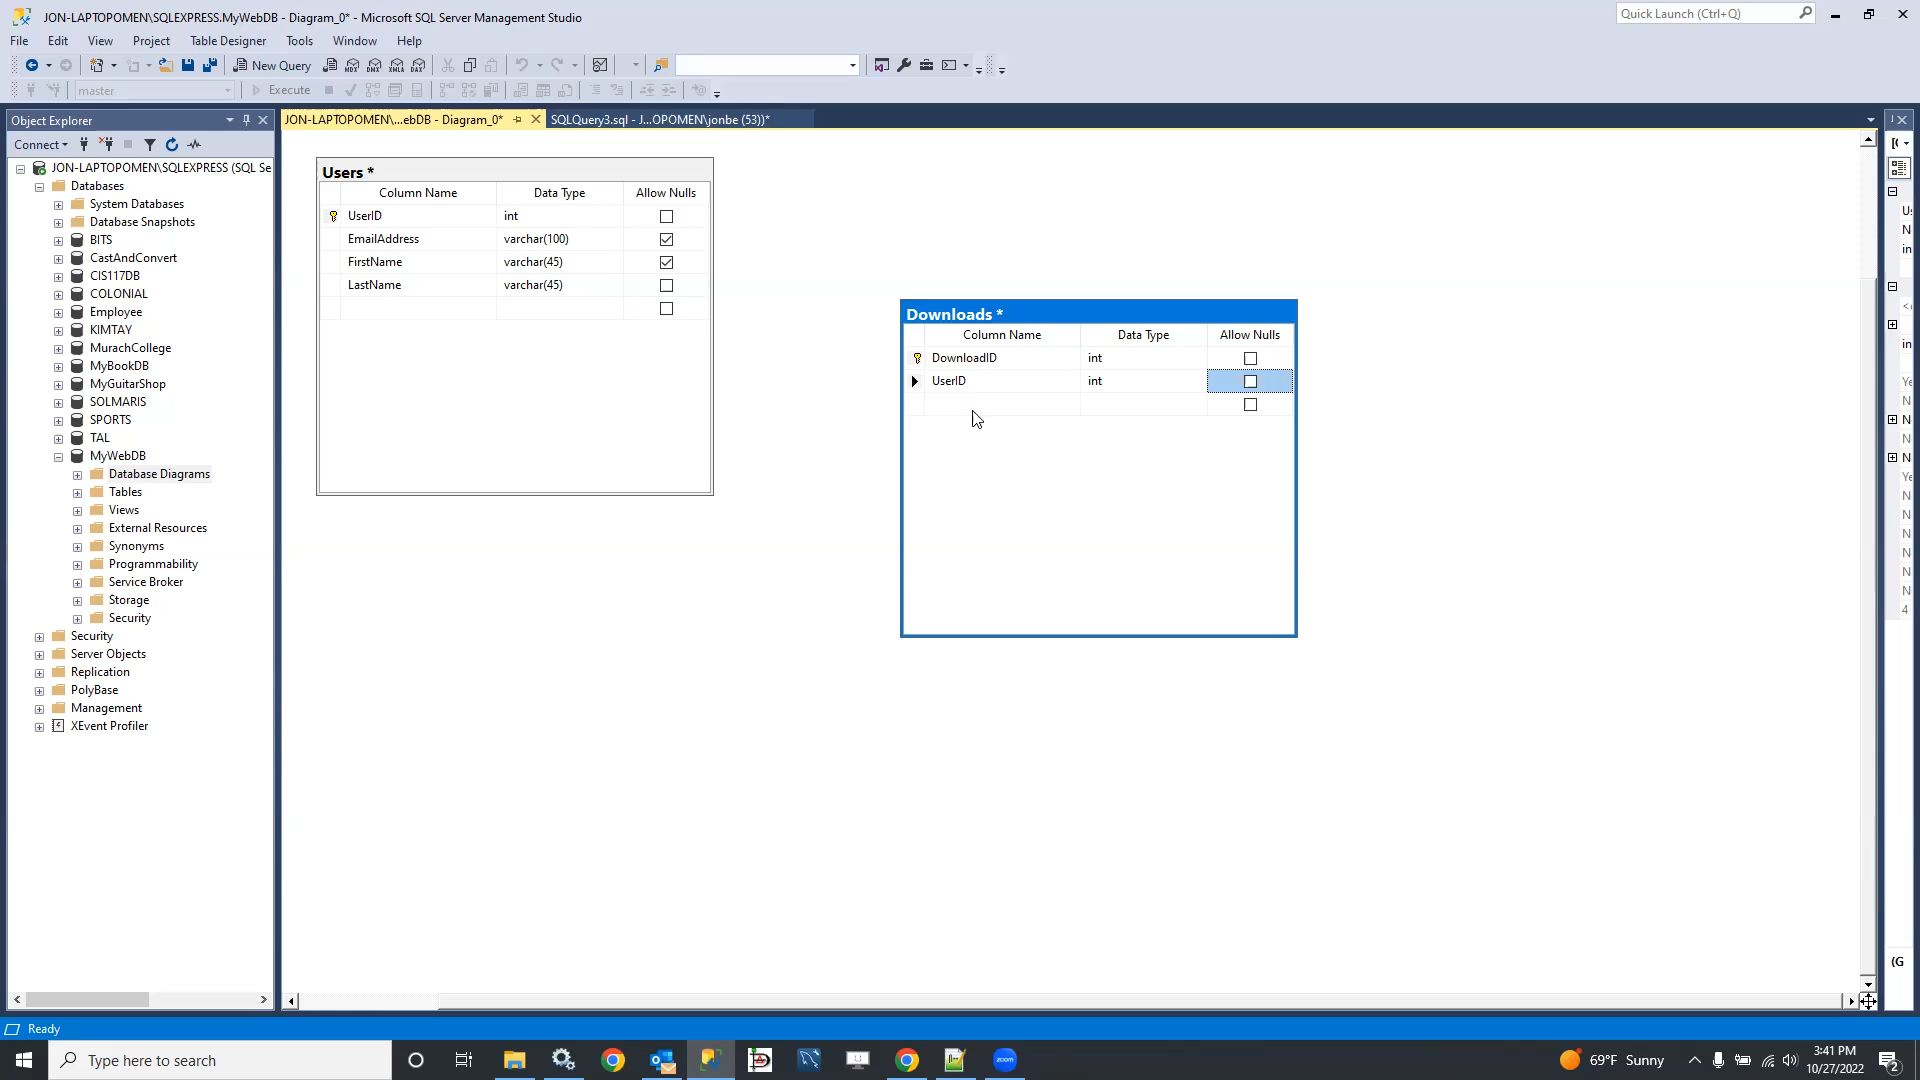 JON-LAPTOPOMEN\SQLEXPRESS.MyWebDB - Diagram_0* - Microsoft SQL Server Management Studio
Quick Launch (Ctrl+Q)
File Edit View Project Table Designer Tools Window Help
New Query
master
Execute
Object Explorer
JON-LAPTOPOMEN\...ebDB - Diagram_0*
SQLQuery3.sql - J...OPOMEN\jonbe (53))*
Connect
JON-LAPTOPOMEN\SQLEXPRESS (SQL Se
Databases
System Databases
Database Snapshots
BITS
CastAndConvert
CIS117DB
COLONIAL
Employee
KIMTAY
MurachCollege
MyBookDB
MyGuitarShop
SOLMARIS
SPORTS
TAL
MyWebDB
Database Diagrams
Tables
Views
External Resources
Synonyms
Programmability
Service Broker
Storage
Security
Security
Server Objects
Replication
PolyBase
Management
XEvent Profiler
Users *
Column Name Data Type Allow Nulls
UserID int
EmailAddress varchar(100)
FirstName varchar(45)
LastName varchar(45)
Downloads *
Column Name Data Type Allow Nulls
DownloadID int
UserID int
(G
Ready
Type here to search
zoom
69°F Sunny
3:41 PM
10/27/2022
2